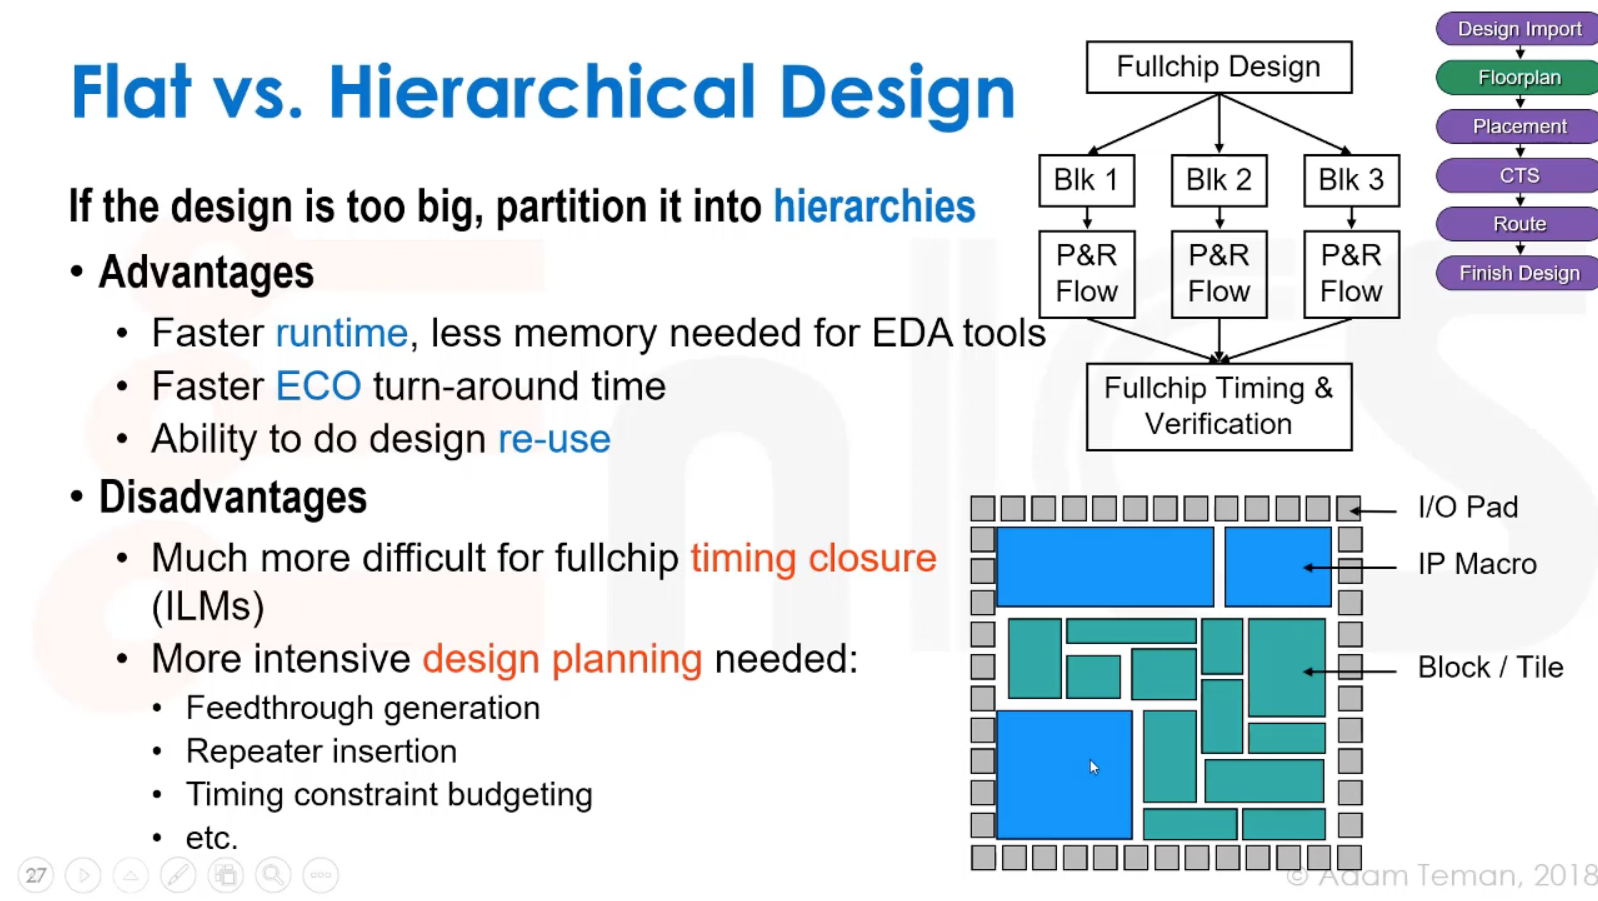 Flat vs. Hierarchical Design
If the design is too big, partition it into hierarchies
• Advantages
• Faster runtime, less memory needed for EDA tools
• Faster ECO turn-around time
• Ability to do design re-use
• Disadvantages
• Much more difficult for fullchip timing closure
(ILMs)
• More intensive design planning needed:
• Feedthrough generation
• Repeater insertion
• Timing constraint budgeting
• etc.
Fullchip Design
Blk 1
Blk 2
Blk 3
P&R
Flow
P&R
Flow
P&R
Flow
Fullchip Timing &
Verification
Design Import
Floorplan
Placement
CTS
Route
Finish Design
I/O Pad
IP Macro
Block / Tile
27
© Adam Teman, 2018
EnICS